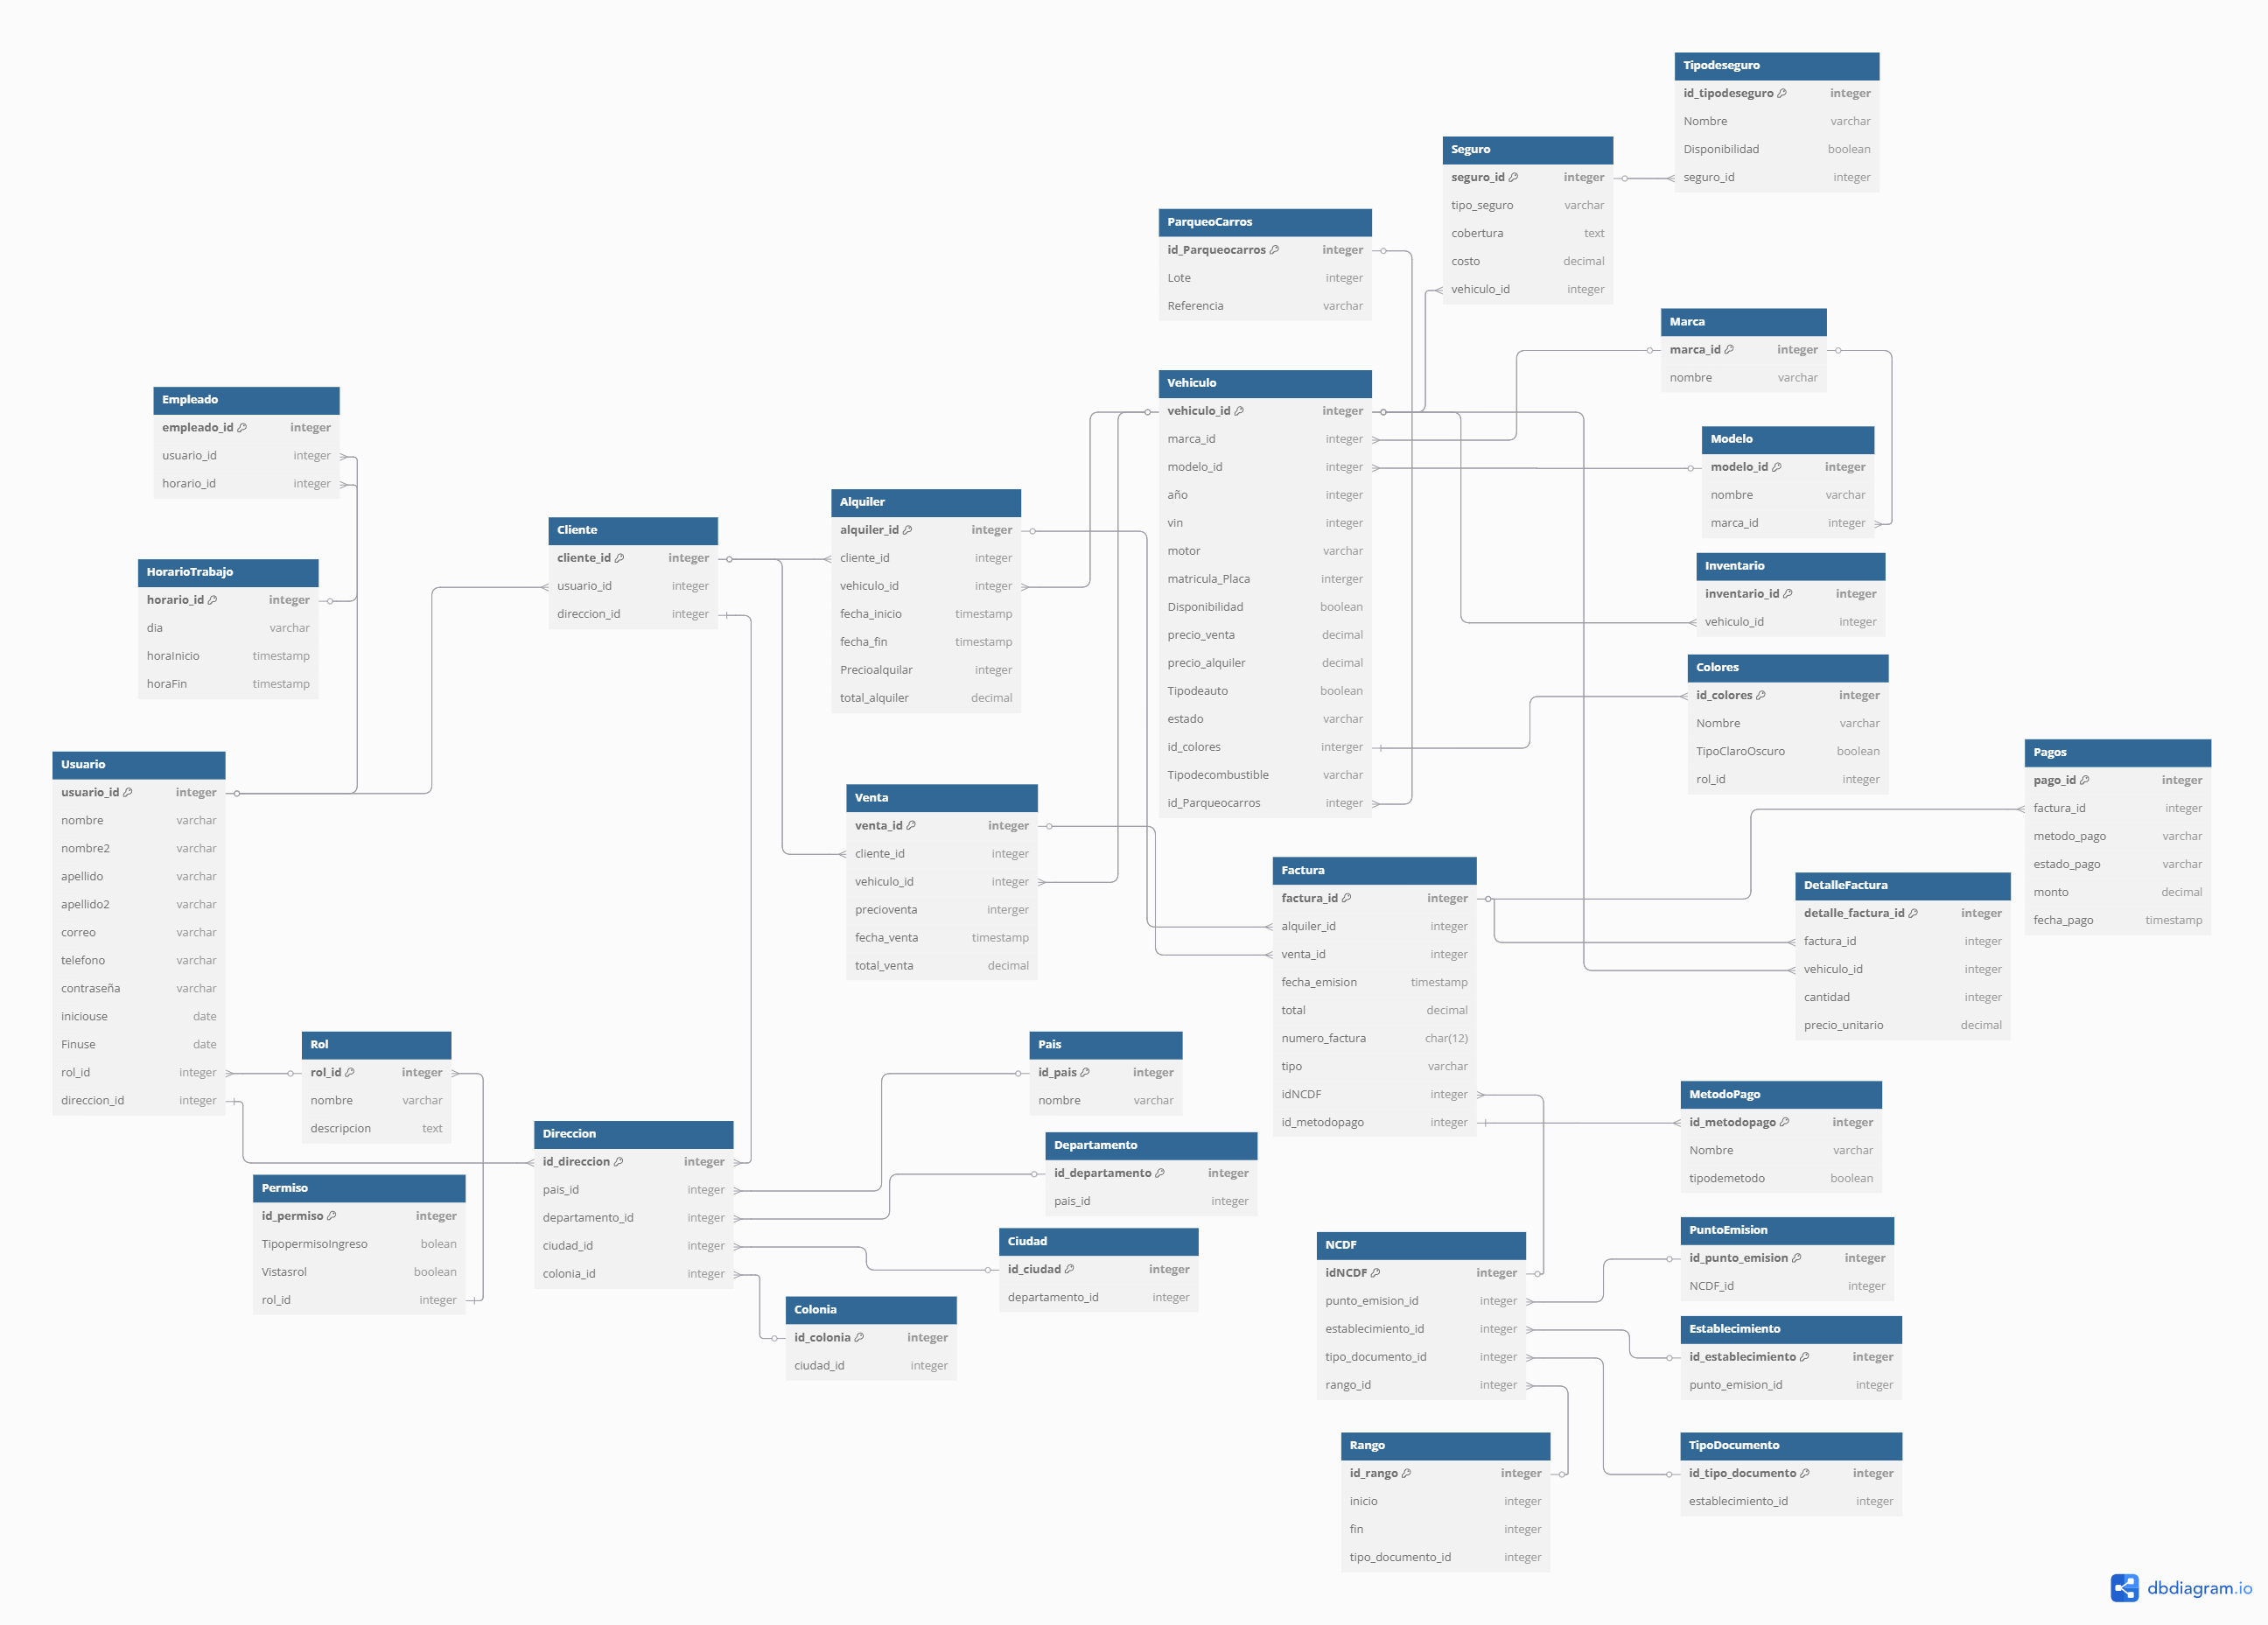 Tipodeseguro
id_tipodeseguro integer
Nombre varchar
Disponibilidad boolean
seguro_id integer
Seguro
seguro_id integer
tipo_seguro varchar
cobertura text
costo decimal
vehiculo_id integer
ParqueoCarros
id_Parqueocarros integer
Lote integer
Referencia varchar
Marca
marca_id integer
nombre varchar
Vehiculo
vehiculo_id integer
marca_id integer
modelo_id integer
año integer
vin integer
motor varchar
matricula_Placa interger
Disponibilidad boolean
precio_venta decimal
precio_alquiler decimal
Tipodeauto boolean
estado varchar
id_colores interger
Tipodecombustible varchar
id_Parqueocarros integer
Empleado
empleado_id integer
usuario_id integer
horario_id integer
Modelo
modelo_id integer
nombre varchar
marca_id integer
Alquiler
alquiler_id integer
cliente_id integer
vehiculo_id integer
fecha_inicio timestamp
fecha_fin timestamp
Precioalquilar integer
total_alquiler decimal
Cliente
cliente_id integer
usuario_id integer
direccion_id integer
Inventario
inventario_id integer
vehiculo_id integer
HorarioTrabajo
horario_id integer
dia varchar
horaInicio timestamp
horaFin timestamp
Colores
id_colores integer
Nombre varchar
TipoClaroOscuro boolean
rol_id integer
Pagos
pago_id integer
factura_id integer
metodo_pago varchar
estado_pago varchar
monto decimal
fecha_pago timestamp
Usuario
usuario_id integer
nombre varchar
nombre2 varchar
apellido varchar
apellido2 varchar
correo varchar
telefono varchar
contraseña varchar
iniciouse date
Finuse date
rol_id integer
direccion_id integer
Venta
venta_id integer
cliente_id integer
vehiculo_id integer
precioventa interger
fecha_venta timestamp
total_venta decimal
Factura
factura_id integer
alquiler_id integer
venta_id integer
fecha_emision timestamp
total decimal
numero_factura char(12)
tipo varchar
idNCDF integer
id_metodopago integer
DetalleFactura
detalle_factura_id integer
factura_id integer
vehiculo_id integer
cantidad integer
precio_unitario decimal
Rol
rol_id integer
nombre varchar
descripcion text
Pais
id_pais integer
nombre varchar
MetodoPago
id_metodopago integer
Nombre varchar
tipodemetodo boolean
Direccion
id_direccion integer
pais_id integer
departamento_id integer
ciudad_id integer
colonia_id integer
Departamento
id_departamento integer
pais_id integer
Permiso
id_permiso integer
TipopermisoIngreso bolean
Vistasrol boolean
rol_id integer
PuntoEmision
id_punto_emision integer
NCDF_id integer
Ciudad
id_ciudad integer
departamento_id integer
NCDF
idNCDF integer
punto_emision_id integer
establecimiento_id integer
tipo_documento_id integer
rango_id integer
Colonia
id_colonia integer
ciudad_id integer
Establecimiento
id_establecimiento integer
punto_emision_id integer
Rango
id_rango integer
inicio integer
fin integer
tipo_documento_id integer
TipoDocumento
id_tipo_documento integer
establecimiento_id integer
dbdiagram.io